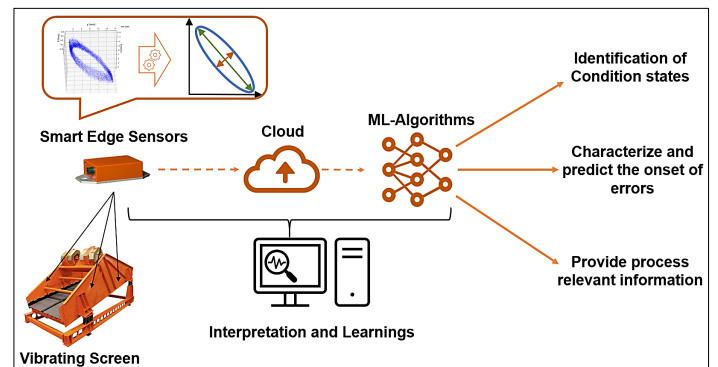 Identification of
Condition states
Smart Edge Sensors
Cloud
ML-Algorithms
Characterize and
predict the onset of
errors
Provide process
relevant information
Interpretation and Learnings
Vibrating Screen